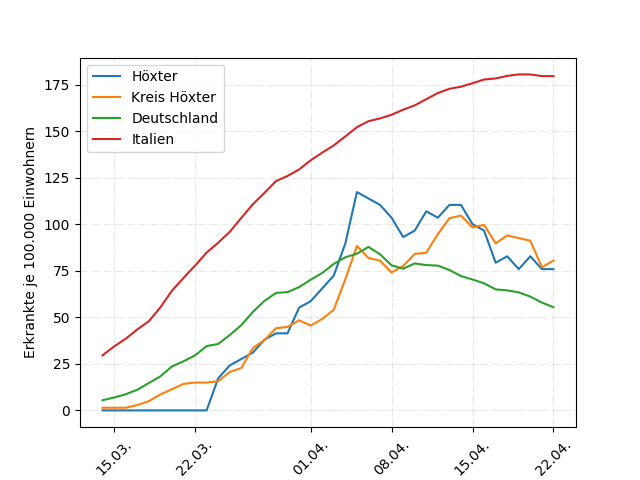 Höxter
Kreis Höxter
Deutschland
Italien
Erkrankte je 100.000 Einwohnern
175
150
125
100
75
50
25
0
15.03.
22.03.
01.04.
08.04.
15.04.
22.04.